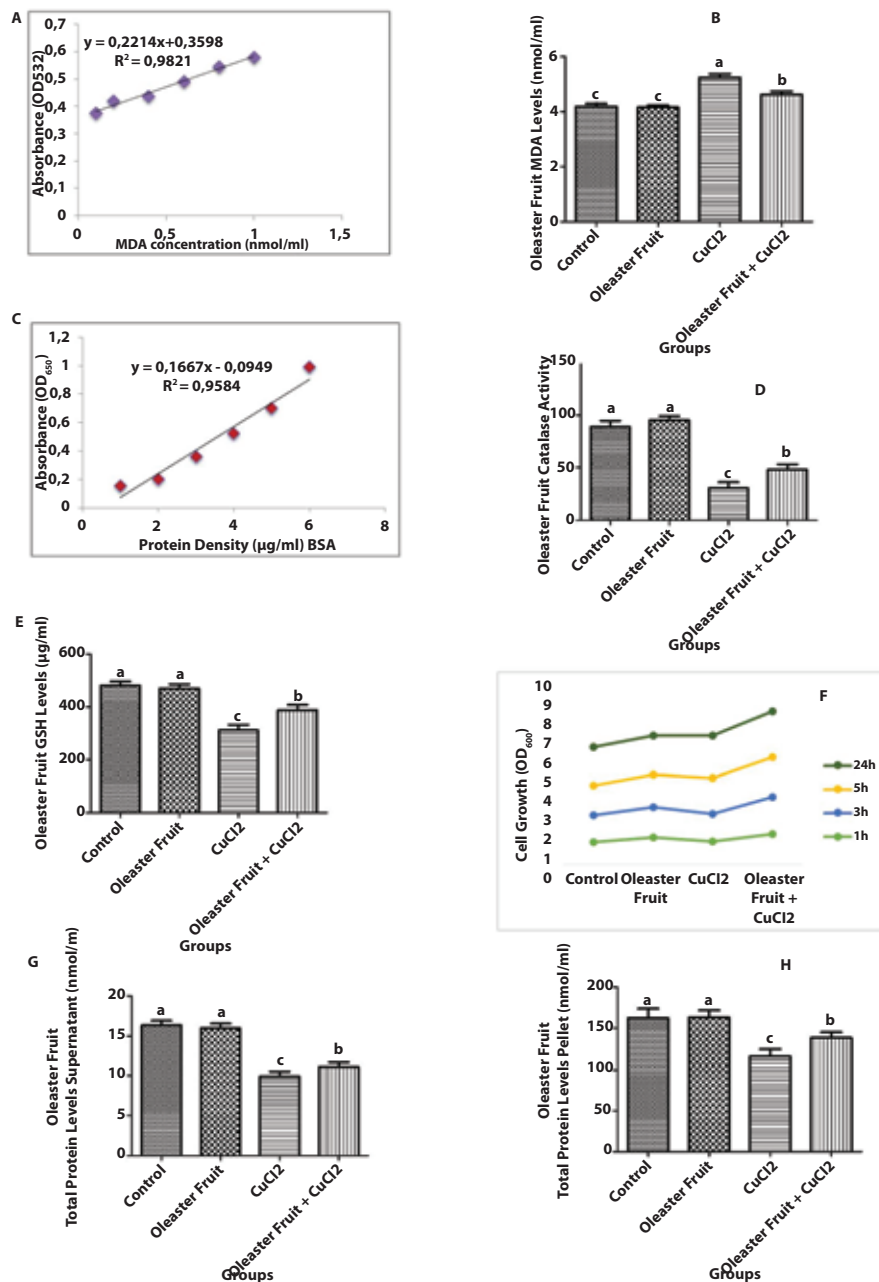 A
y = 0,2214x+0,3598
R² = 0,9821
Absorbance (OD532)
0,7
0,6
0,5
0,4
0,3
0,2
0,1
0
0
0,5
1
1,5
MDA concentration (nmol/ml)
B
Oleaster Fruit MDA Levels (nmol/ml)
6
4
2
0
c
c
a
b
Control
Oleaster Fruit
CuCl2
Oleaster Fruit + CuCl2
Groups
C
y = 0,1667x - 0,0949
R² = 0,9584
Absorbance (OD₆₅₀)
1,2
1
0,8
0,6
0,4
0,2
0
0
2
4
6
8
Protein Density (µg/ml) BSA
D
Oleaster Fruit Catalase Activity
150
100
50
0
a
a
c
b
Control
Oleaster Fruit
CuCl2
Oleaster Fruit + CuCl2
Groups
E
Oleaster Fruit GSH Levels (µg/ml)
600
400
200
0
a
a
c
b
Control
Oleaster Fruit
CuCl2
Oleaster Fruit + CuCl2
Groups
F
Cell Growth (OD₆₀₀)
10
9
8
7
6
5
4
3
2
1
0
Control
Oleaster Fruit
CuCl2
Oleaster Fruit + CuCl2
24h
5h
3h
1h
G
Oleaster Fruit
Total Protein Levels Supernatant (nmol/m)
20
15
10
5
0
a
a
c
b
Control
Oleaster Fruit
CuCl2
Oleaster Fruit + CuCl2
Groups
H
Oleaster Fruit
Total Protein Levels Pellet (nmol/ml)
200
150
100
50
0
a
a
c
b
Control
Oleaster Fruit
CuCl2
Oleaster Fruit + CuCl2
Groups